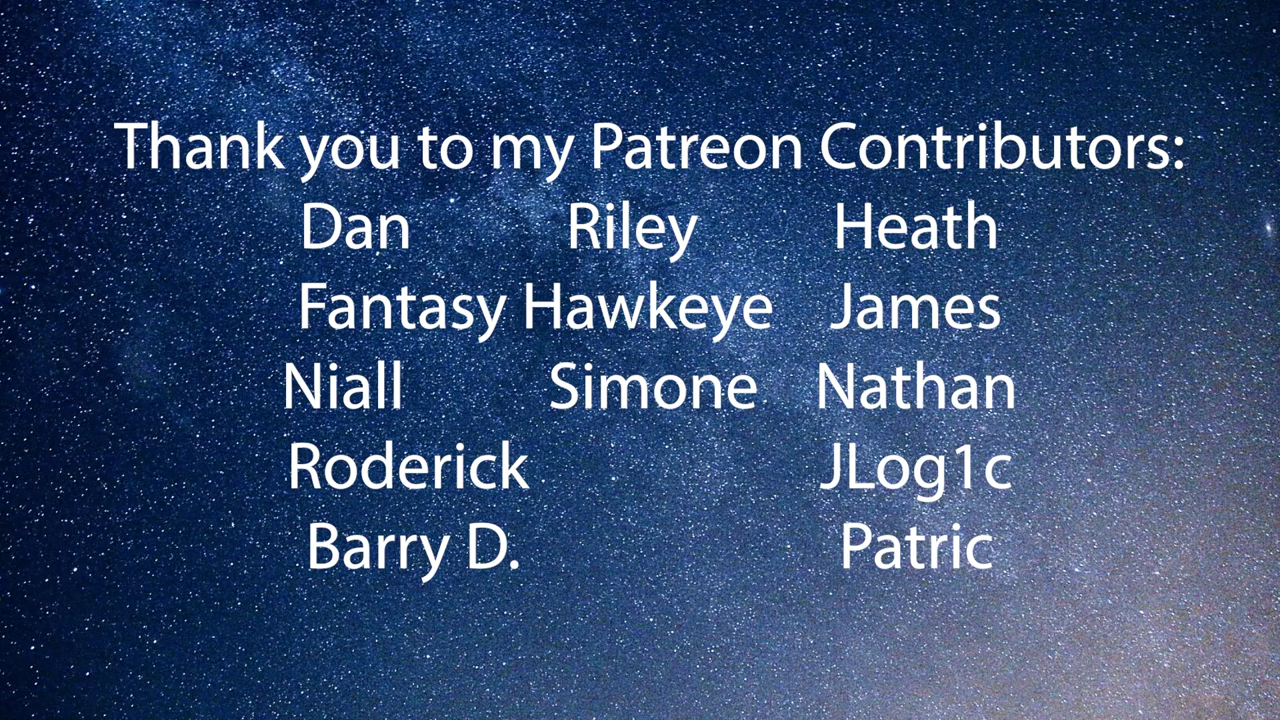 Thank you to my Patreon Contributors:
Dan Riley Heath
Fantasy Hawkeye James
Niall Simone Nathan
Roderick JLog1c
Barry D. Patric